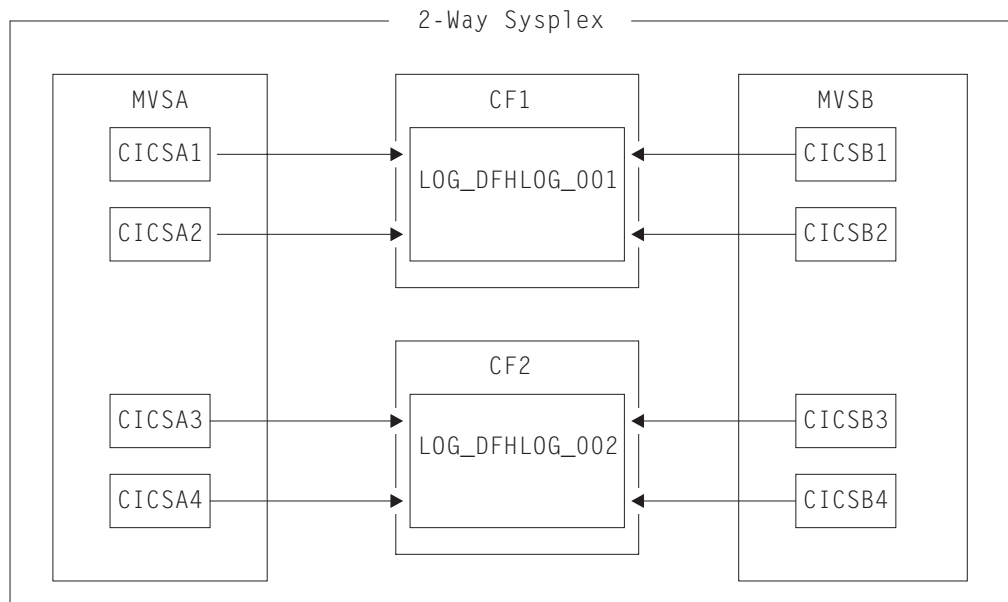 2-Way Sysplex
MVSA
CF1
MVSB
CICSA1
CICSB1
LOG_DFHLOG_001
CICSA2
CICSB2
CF2
CICSA3
CICSB3
LOG_DFHLOG_002
CICSA4
CICSB4